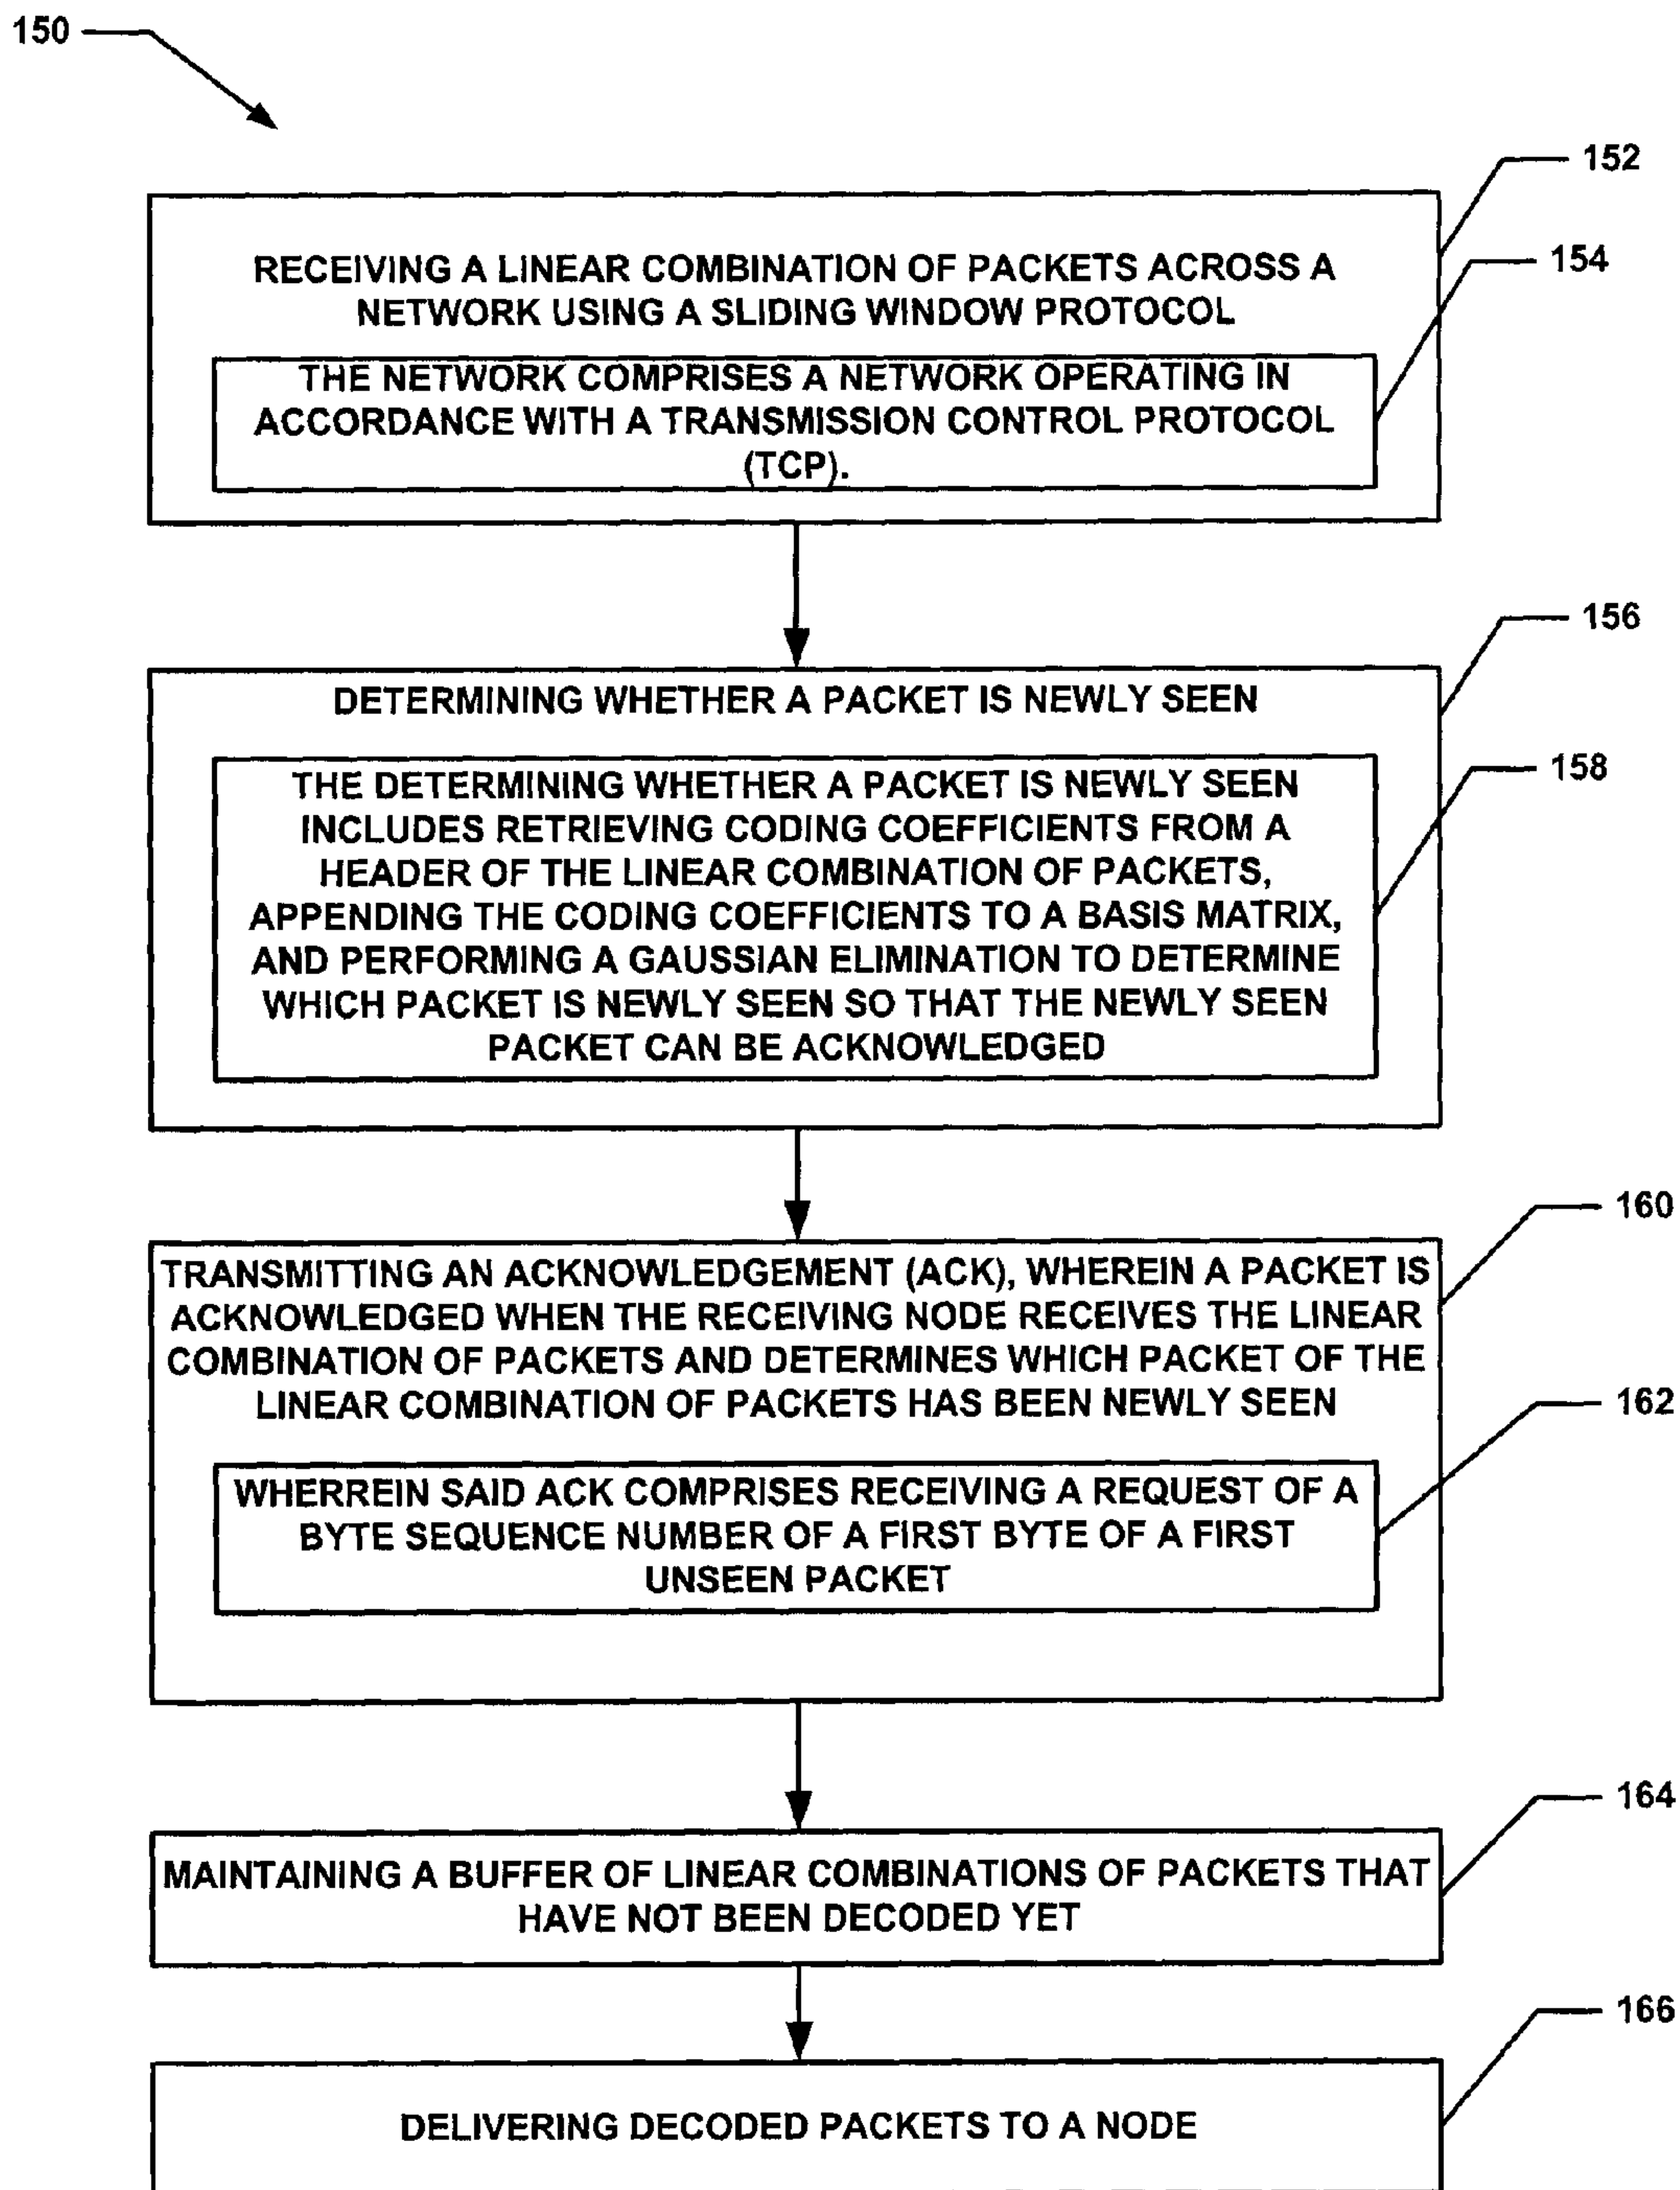 150
152
RECEIVING A LINEAR COMBINATION OF PACKETS ACROSS A
NETWORK USING A SLIDING WINDOW PROTOCOL
154
THE NETWORK COMPRISES A NETWORK OPERATING IN
ACCORDANCE WITH A TRANSMISSION CONTROL PROTOCOL
(TCP).
156
DETERMINING WHETHER A PACKET IS NEWLY SEEN
158
THE DETERMINING WHETHER A PACKET IS NEWLY SEEN
INCLUDES RETRIEVING CODING COEFFICIENTS FROM A
HEADER OF THE LINEAR COMBINATION OF PACKETS,
APPENDING THE CODING COEFFICIENTS TO A BASIS MATRIX,
AND PERFORMING A GAUSSIAN ELIMINATION TO DETERMINE
WHICH PACKET IS NEWLY SEEN SO THAT THE NEWLY SEEN
PACKET CAN BE ACKNOWLEDGED
160
TRANSMITTING AN ACKNOWLEDGEMENT (ACK), WHEREIN A PACKET IS
ACKNOWLEDGED WHEN THE RECEIVING NODE RECEIVES THE LINEAR
COMBINATION OF PACKETS AND DETERMINES WHICH PACKET OF THE
LINEAR COMBINATION OF PACKETS HAS BEEN NEWLY SEEN
162
WHERREIN SAID ACK COMPRISES RECEIVING A REQUEST OF A
BYTE SEQUENCE NUMBER OF A FIRST BYTE OF A FIRST
UNSEEN PACKET
164
MAINTAINING A BUFFER OF LINEAR COMBINATIONS OF PACKETS THAT
HAVE NOT BEEN DECODED YET
166
DELIVERING DECODED PACKETS TO A NODE